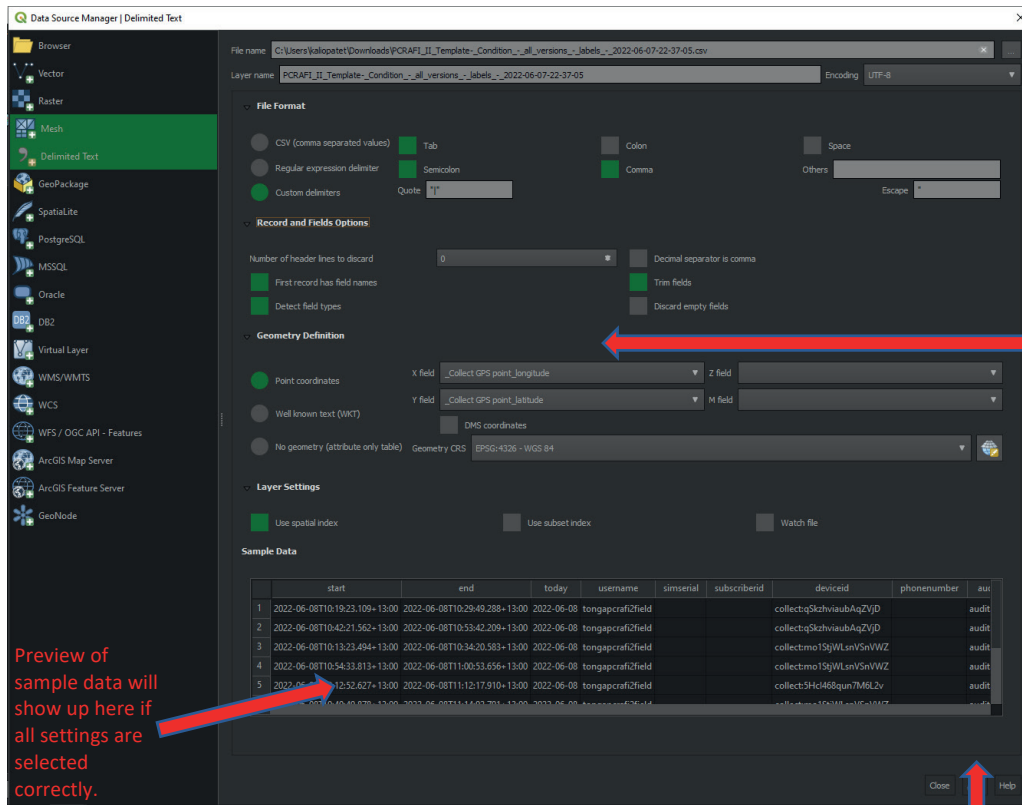 Data Source Manager | Delimited Text
Browser
Vector
Raster
Mesh
Delimited Text
GeoPackage
SpatiaLite
PostgreSQL
MSSQL
Oracle
DB2 DB2
Virtual Layer
WMS/WMTS
WCS
WFS / OGC API - Features
ArcGIS Map Server
ArcGIS Feature Server
GeoNode
File name C:\Users\kaliopatet\Downloads\PCRAFI_II_Template-_Condition_-_all_versions_-_labels_-_2022-06-07-22-37-05.csv
Layer name PCRAFI_II_Template-_Condition_-_all_versions_-_labels_-_2022-06-07-22-37-05 Encoding UTF-8
File Format
CSV (comma separated values) Tab Colon Space
Regular expression delimiter Semicolon Comma Others
Custom delimiters Quote "|" Escape "
Record and Fields Options
Number of header lines to discard 0 Decimal separator is comma
First record has field names Trim fields
Detect field types Discard empty fields
Geometry Definition
Point coordinates X field _Collect GPS point_longitude Z field
Y field _Collect GPS point_latitude M field
Well known text (WKT)
DMS coordinates
No geometry (attribute only table) Geometry CRS EPSG:4326 - WGS 84
Layer Settings
Use spatial index Use subset index Watch file
Sample Data
start end today username simserial subscriberid deviceid phonenumber auc
1 2022-06-08T10:19:23.109+13:00 2022-06-08T10:29:49.288+13:00 2022-06-08 tongapcrafi2field collect:qSkzhviaubAqZVjD audit
2 2022-06-08T10:42:21.562+13:00 2022-06-08T10:53:42.209+13:00 2022-06-08 tongapcrafi2field collect:qSkzhviaubAqZVjD audit
3 2022-06-08T10:13:23.494+13:00 2022-06-08T10:34:20.583+13:00 2022-06-08 tongapcrafi2field collect:mo1StjWLsnVSnVWZ audit
4 2022-06-08T10:54:33.813+13:00 2022-06-08T11:00:53.656+13:00 2022-06-08 tongapcrafi2field collect:mo1StjWLsnVSnVWZ audit
5 2022-06- :12:52.627+13:00 2022-06-08T11:12:17.910+13:00 2022-06-08 tongapcrafi2field collect:5Hcl468qun7M6L2v audit
Preview of
sample data will
show up here if
all settings are
selected
correctly.
Close Help